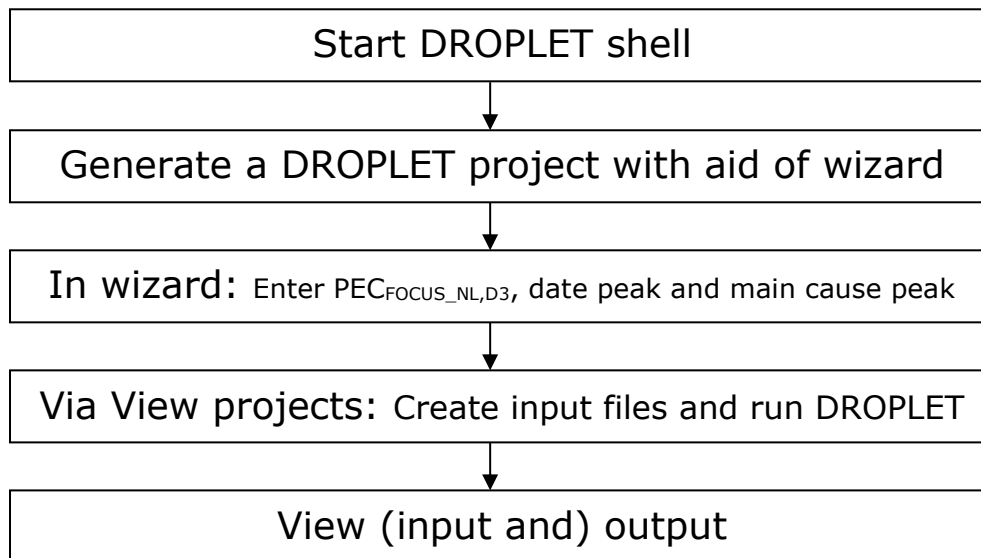 Start DROPLET shell
Generate a DROPLET project with aid of wizard
In wizard: Enter PECFOCUS_NL,D3, date peak and main cause peak
Via View projects: Create input files and run DROPLET
View (input and) output